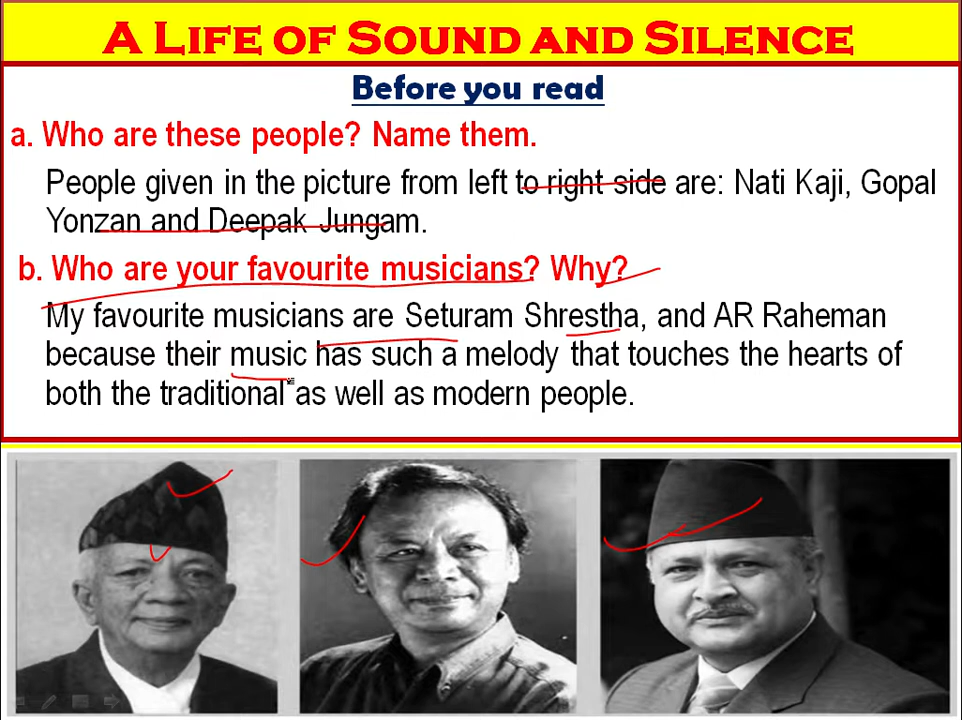 A LIFE OF SOUND AND SILENCE
Before you read
a. Who are these people? Name them.
People given in the picture from left to right side are: Nati Kaji, Gopal
Yonzan and Deepak Jungam.
b. Who are your favourite musicians? Why?
My favourite musicians are Seturam Shrestha, and AR Raheman
because their music has such a melody that touches the hearts of
both the traditional as well as modern people.